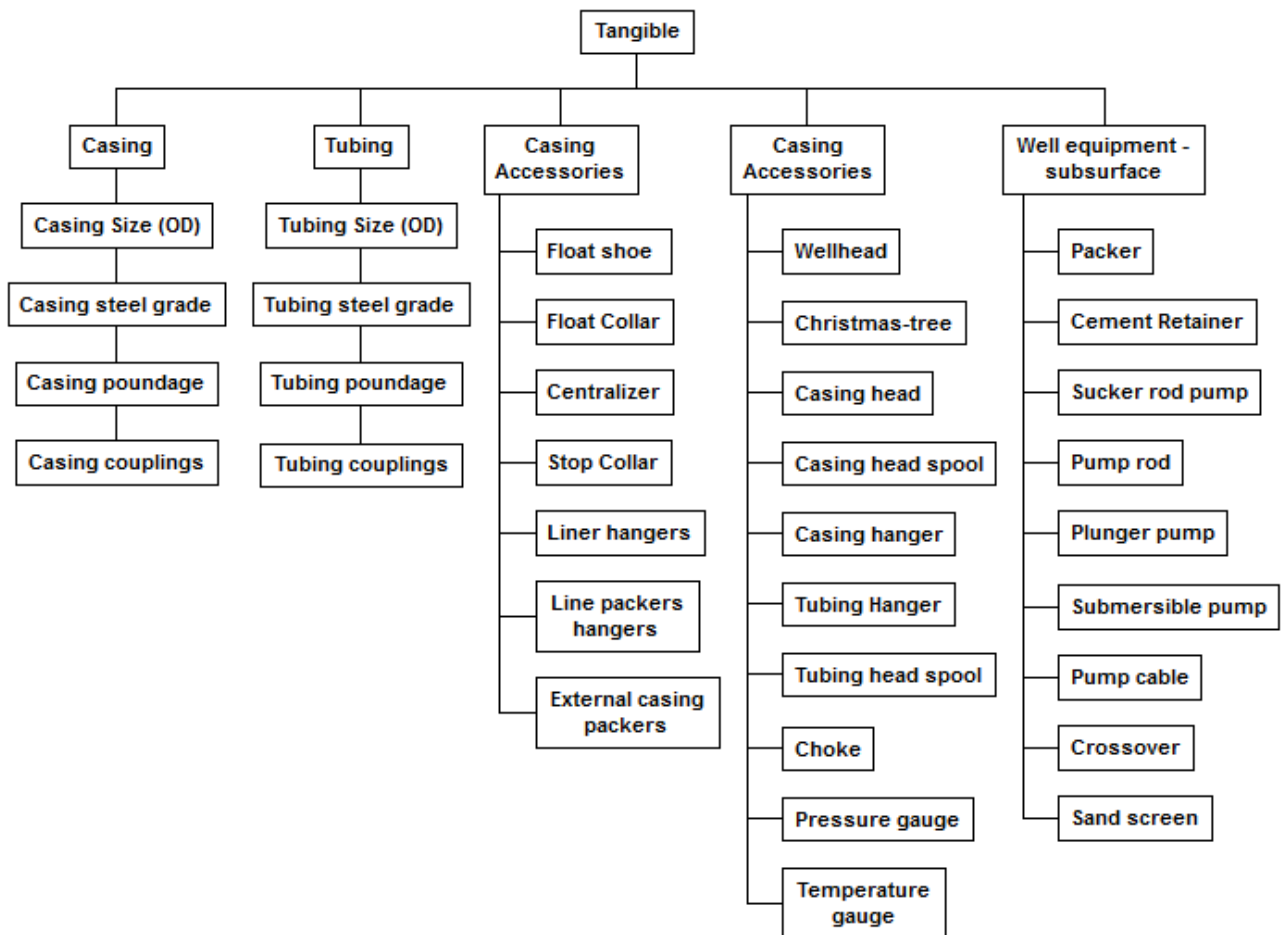 Tangible
Casing
Casing Size (OD)
Casing steel grade
Casing poundage
Casing couplings
Tubing
Tubing Size (OD)
Tubing steel grade
Tubing poundage
Tubing couplings
Casing
Accessories
Float shoe
Float Collar
Centralizer
Stop Collar
Liner hangers
Line packers
hangers
External casing
packers
Casing
Accessories
Wellhead
Christmas-tree
Casing head
Casing head spool
Casing hanger
Tubing Hanger
Tubing head spool
Choke
Pressure gauge
Temperature
gauge
Well equipment -
subsurface
Packer
Cement Retainer
Sucker rod pump
Pump rod
Plunger pump
Submersible pump
Pump cable
Crossover
Sand screen